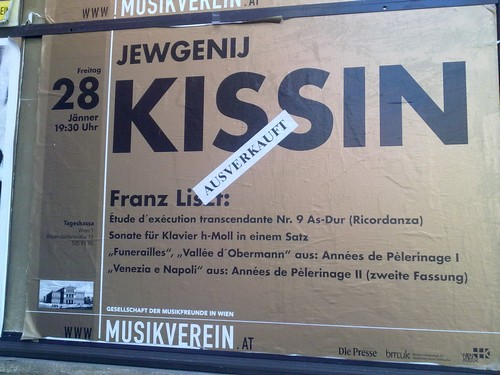 WWW MUSIKVEREIN.AT
JEWGENIJ
KISSIN
Freitag
28
Jänner
19:30 Uhr
AUSVERKAUFT
Franz Liszt:
Étude d´exécution transcendante Nr. 9 As-Dur (Ricordanza)
Sonate für Klavier h-Moll in einem Satz
„Funerailles“, „Vallée d´Obermann“ aus: Années de Pèlerinage I
„Venezia e Napoli“ aus: Années de Pèlerinage II (zweite Fassung)
Tageskassa
Wien 1
GESELLSCHAFT DER MUSIKFREUNDE IN WIEN
WWW MUSIKVEREIN.AT
Die Presse